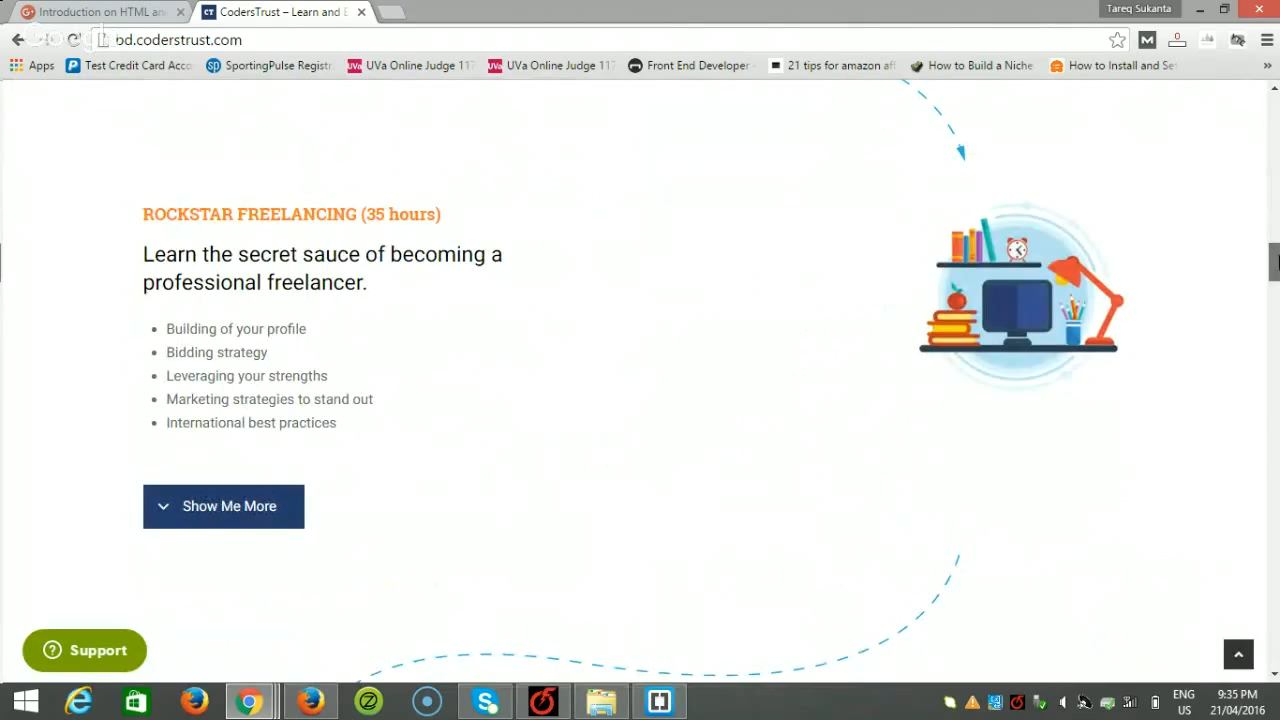 Introduction on HTML an
CodersTrust – Learn and E
Tareq Sukanta
bd.coderstrust.com
Apps
Test Credit Card Acco
SportingPulse Registr
UVa Online Judge 117
UVa Online Judge 117
Front End Developer
21 tips for amazon aff
How to Build a Niche
How to Install and Set
ROCKSTAR FREELANCING (35 hours)
Learn the secret sauce of becoming a
professional freelancer.
Building of your profile
Bidding strategy
Leveraging your strengths
Marketing strategies to stand out
International best practices
Show Me More
Support
ENG
US
9:35 PM
21/04/2016